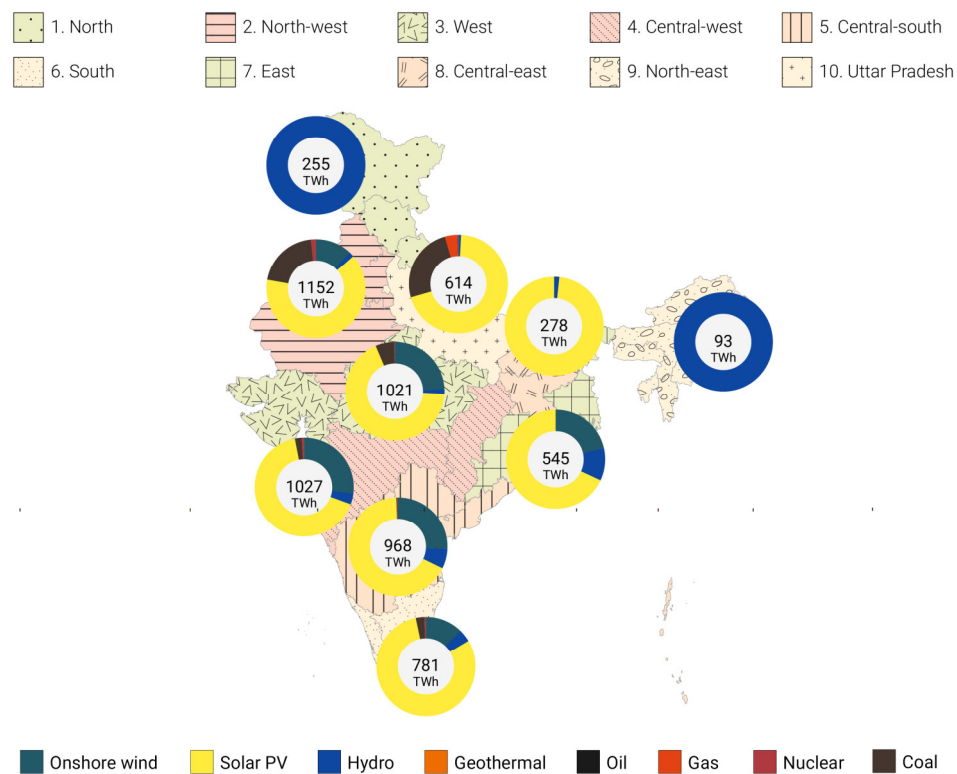 1. North
2. North-west
3. West
4. Central-west
5. Central-south
6. South
7. East
8. Central-east
9. North-east
10. Uttar Pradesh
255
TWh
1152
TWh
614
TWh
278
TWh
93
TWh
1021
TWh
545
TWh
1027
TWh
968
TWh
781
TWh
Onshore wind
Solar PV
Hydro
Geothermal
Oil
Gas
Nuclear
Coal